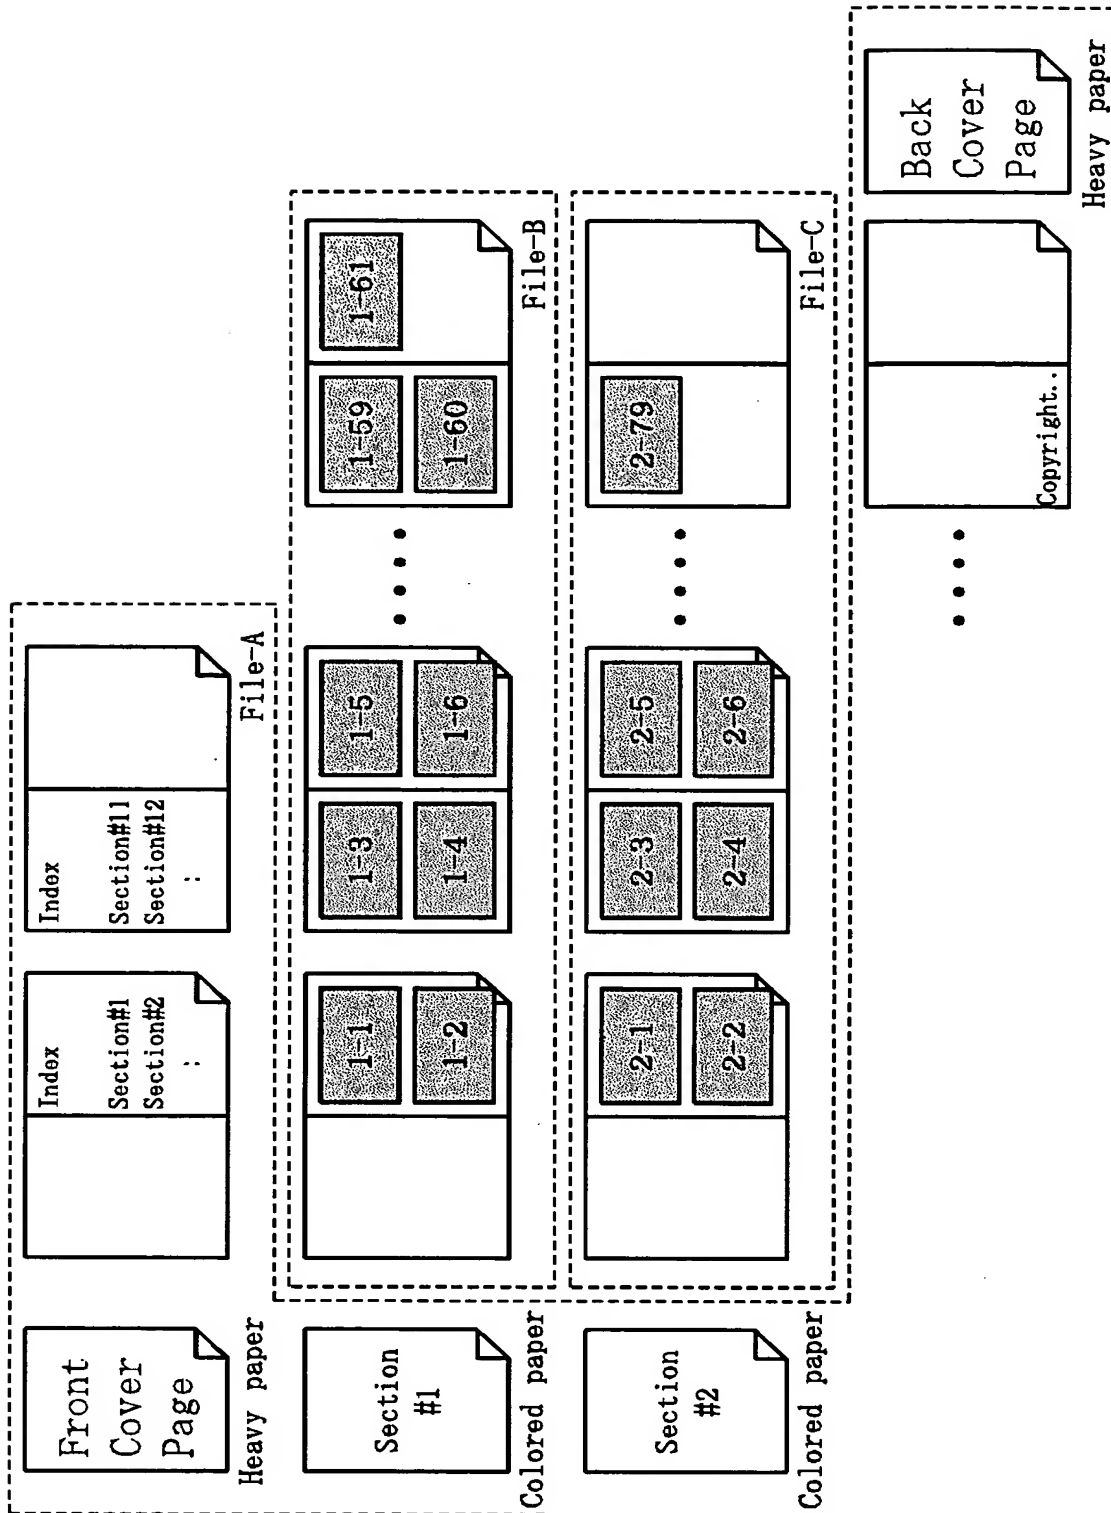 Front
Cover
Page
Heavy paper
Index
Section#1
Section#2
:
Index
Section#11
Section#12
:
File-A
Section
#1
Colored paper
1-1
1-2
1-3
1-4
1-5
1-6
1-59
1-60
1-61
File-B
Section
#2
Colored paper
2-1
2-2
2-3
2-4
2-5
2-6
2-79
File-C
Copyright..
Back
Cover
Page
Heavy paper